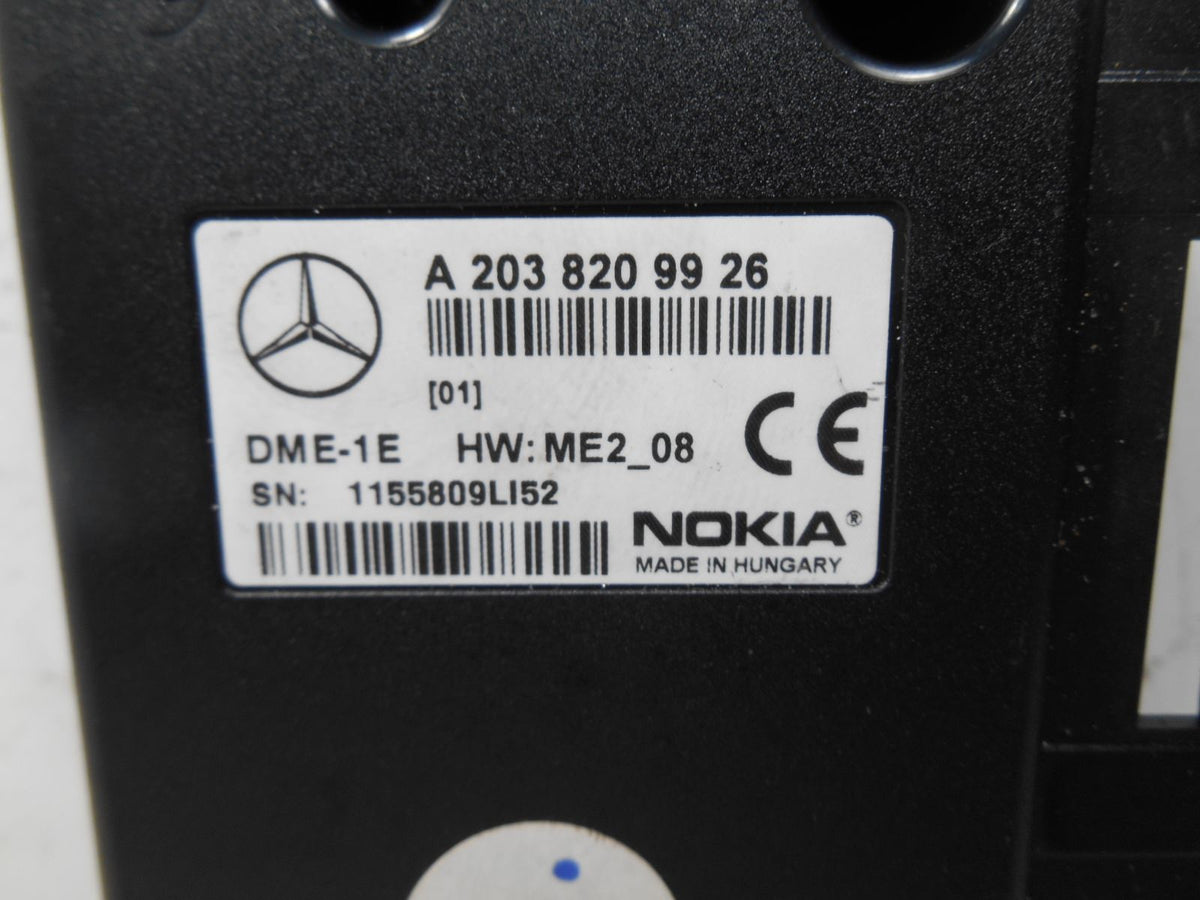 A 203 820 99 26
[01]
DME-1E HW: ME2_08
CE
SN: 1155809LI52
NOKIA®
MADE IN HUNGARY